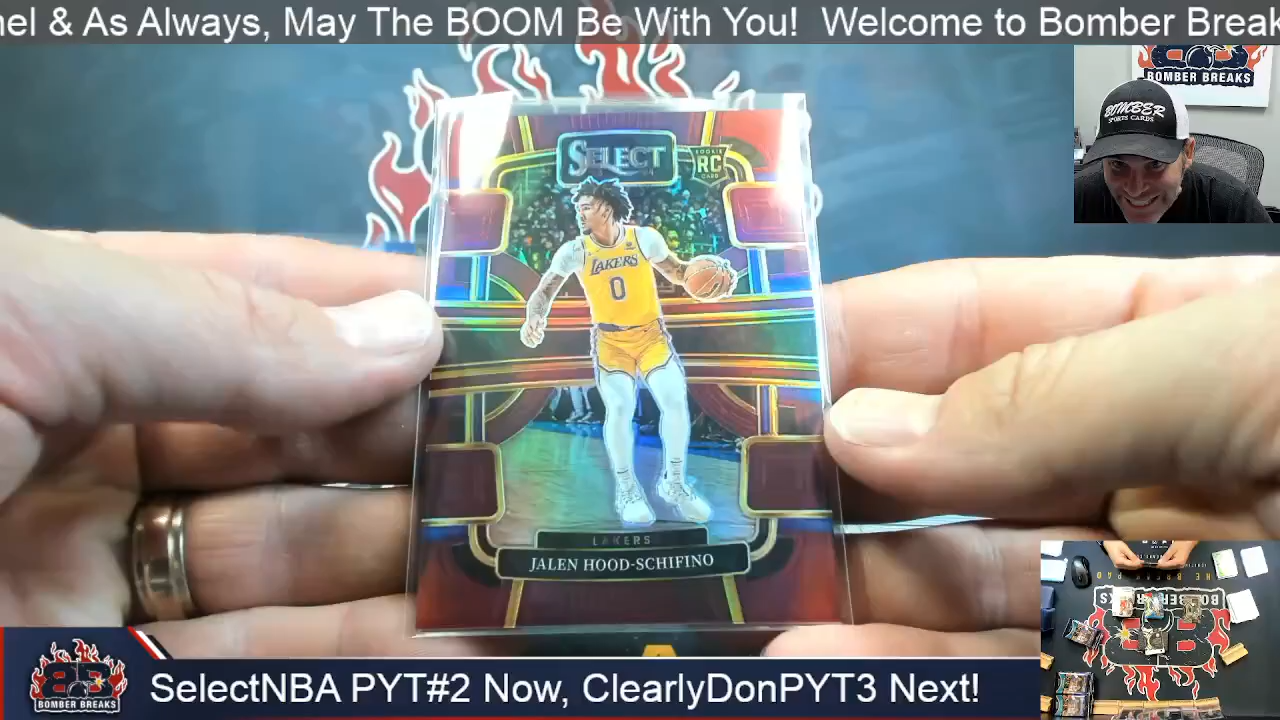 nel & As Always, May The BOOM Be With You! Welcome to Bomber Break
BOMBER BREAKS
BOMBER
SPORTS CARDS
SELECT
ROOKIE
RC
CARD
LAKERS
0
LAKERS
JALEN HOOD-SCHIFINO
BOMBER BREAKS
SelectNBA PYT#2 Now, ClearlyDonPYT3 Next!